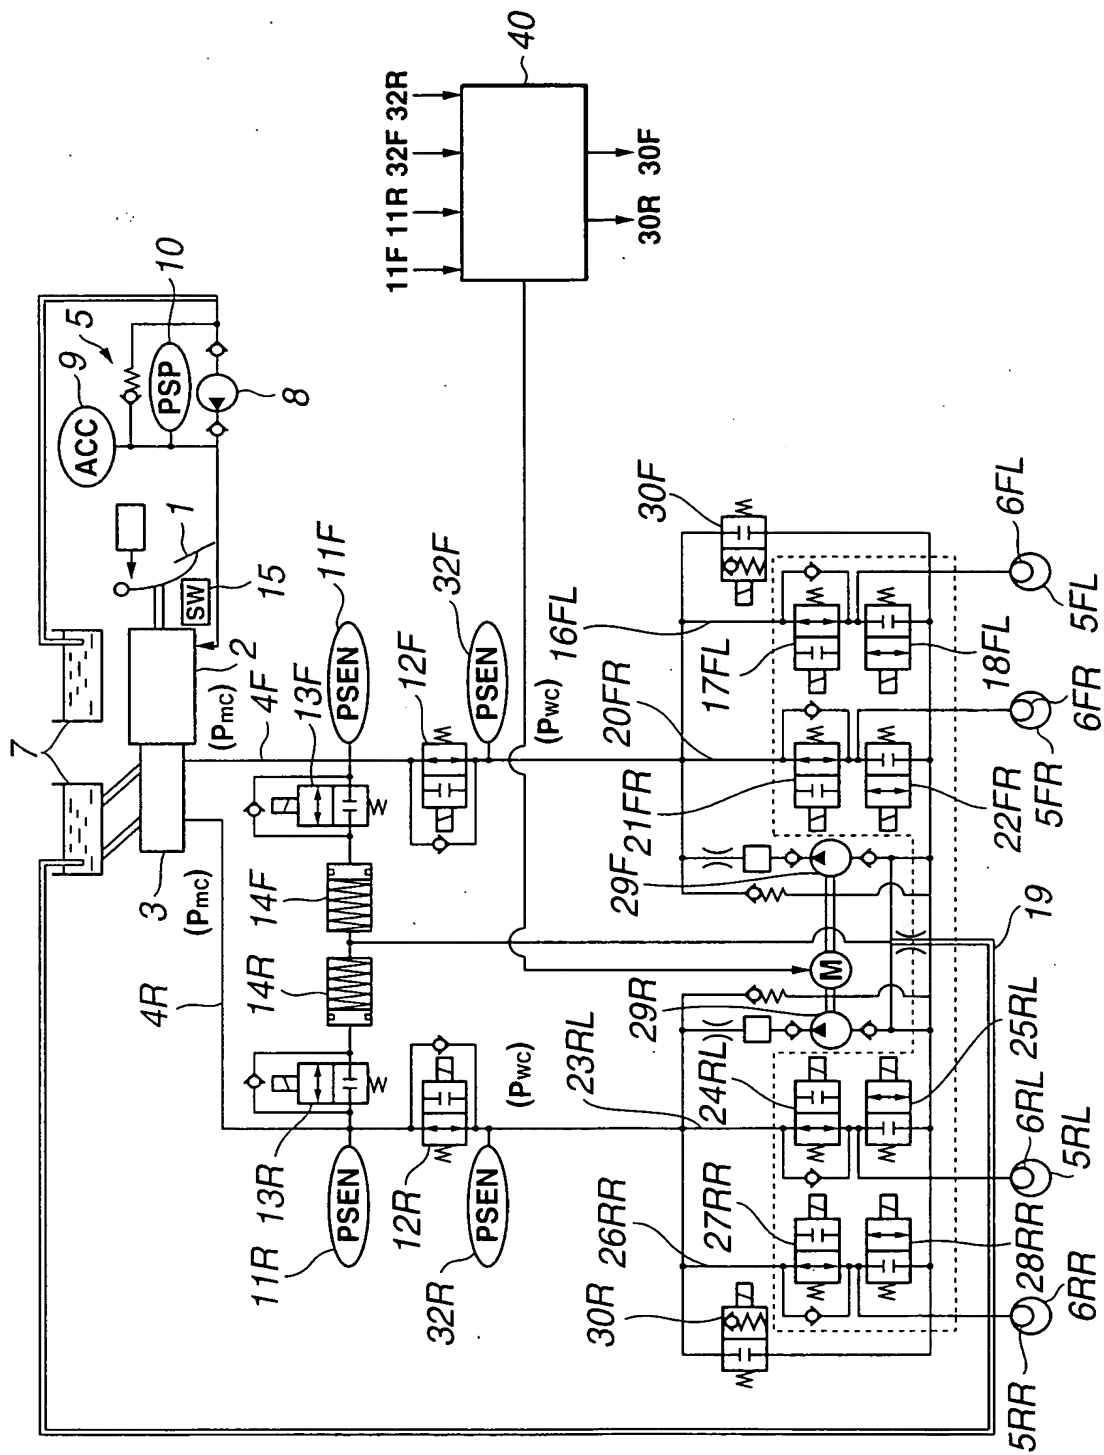 40
32R
32F
11R
11F
30F
30R
10
5
9
ACC
PSP
8
1
SW
15
7
2
3
(Pmc)
(Pmc)
4F
4R
11F
PSEN
13F
12F
32F
PSEN
14F
14R
13R
11R
PSEN
12R
32R
PSEN
(Pwc)
(Pwc)
16FL
20FR
30F
17FL
18FL
6FL
5FL
21FR
22FR
6FR
5FR
29F
29R
M
19
23RL
24RL
25RL
6RL
5RL
26RR
27RR
28RR
6RR
5RR
30R